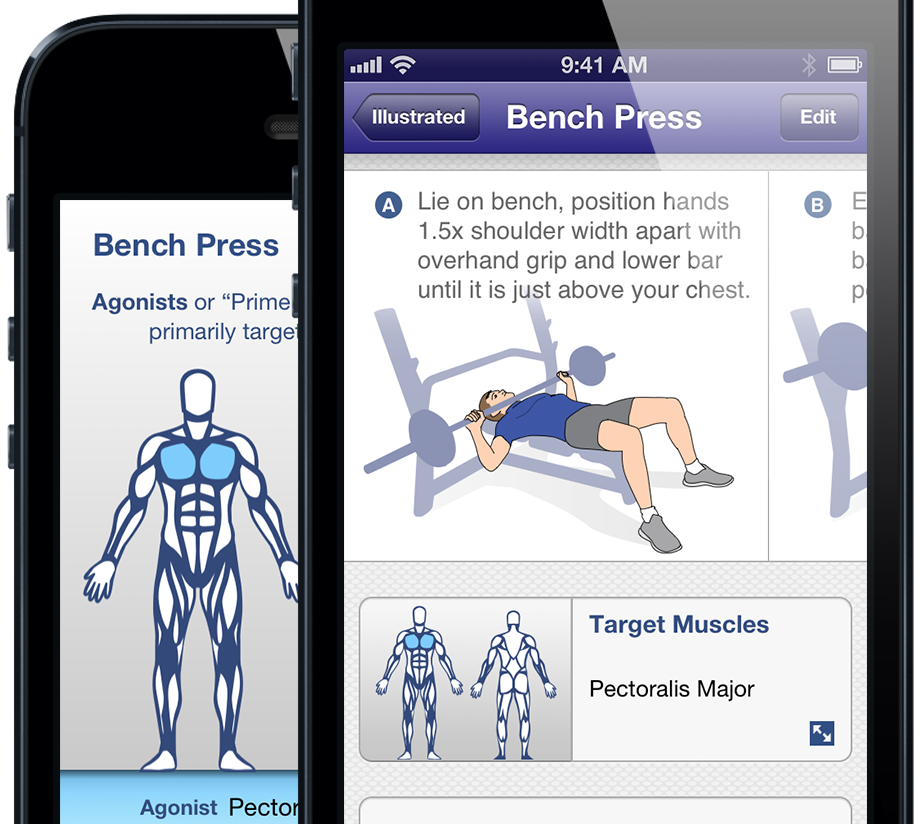 Bench Press
Agonists or “Prime
primarily target
Agonist Pector
9:41 AM
Illustrated
Bench Press
Edit
A
Lie on bench, position hands
1.5x shoulder width apart with
overhand grip and lower bar
until it is just above your chest.
B
Target Muscles
Pectoralis Major